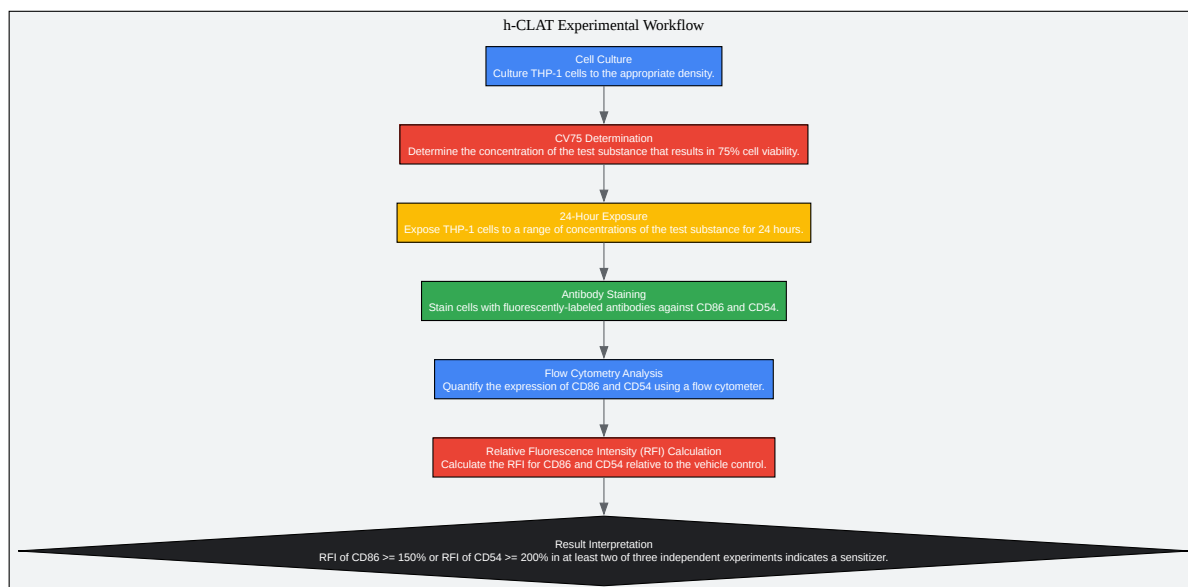 h-CLAT Experimental Workflow
Cell Culture
Culture THP-1 cells to the appropriate density.
CV75 Determination
Determine the concentration of the test substance that results in 75% cell viability.
24-Hour Exposure
Expose THP-1 cells to a range of concentrations of the test substance for 24 hours.
Antibody Staining
Stain cells with fluorescently-labeled antibodies against CD86 and CD54.
Flow Cytometry Analysis
Quantify the expression of CD86 and CD54 using a flow cytometer.
Relative Fluorescence Intensity (RFI) Calculation
Calculate the RFI for CD86 and CD54 relative to the vehicle control.
Result Interpretation
RFI of CD86 >= 150% or RFI of CD54 >= 200% in at least two of three independent experiments indicates a sensitizer.